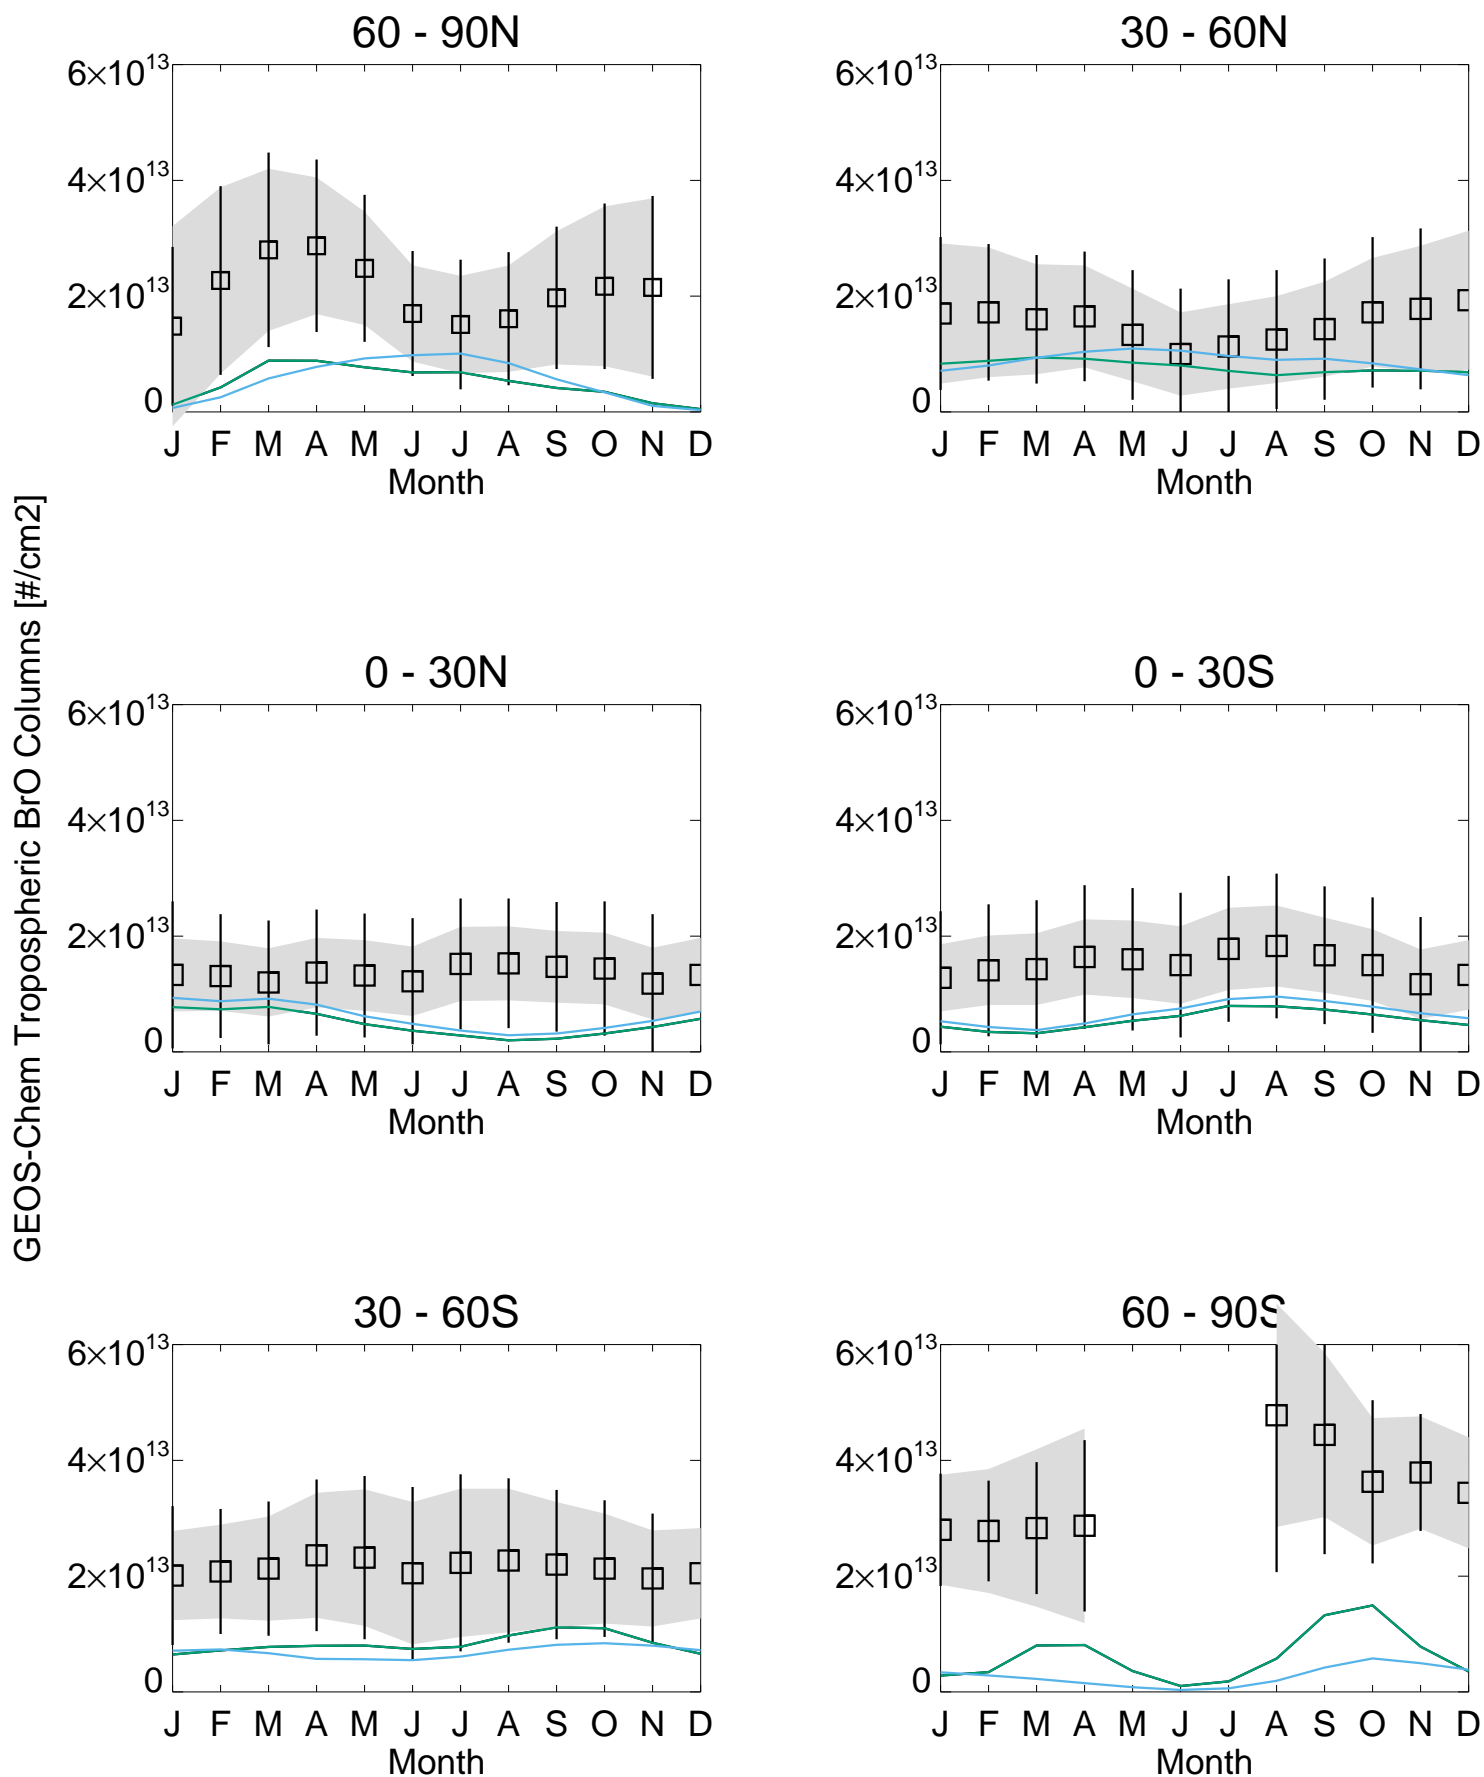 GEOS-Chem Tropospheric BrO Columns [#/cm2]
60 - 90N
6×10¹³
4×10¹³
2×10¹³
0
J F M A M J J A S O N D
Month
30 - 60N
6×10¹³
4×10¹³
2×10¹³
0
J F M A M J J A S O N D
Month
0 - 30N
6×10¹³
4×10¹³
2×10¹³
0
J F M A M J J A S O N D
Month
0 - 30S
6×10¹³
4×10¹³
2×10¹³
0
J F M A M J J A S O N D
Month
30 - 60S
6×10¹³
4×10¹³
2×10¹³
0
J F M A M J J A S O N D
Month
60 - 90S
6×10¹³
4×10¹³
2×10¹³
0
J F M A M J J A S O N D
Month